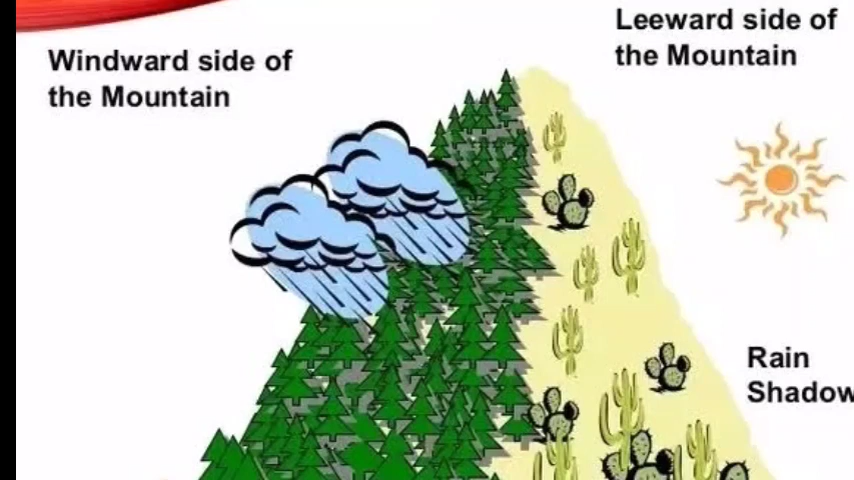 Windward side of
the Mountain
Leeward side of
the Mountain
Rain
Shadow